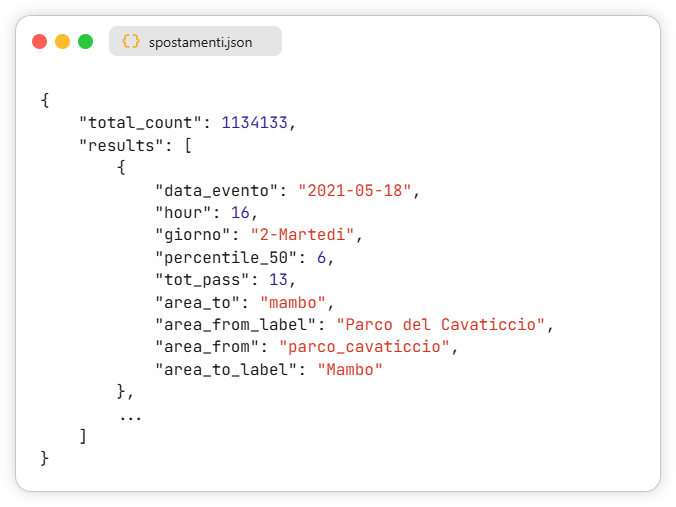 {} spostamenti.json
{
    "total_count": 1134133,
    "results": [
        {
            "data_evento": "2021-05-18",
            "hour": 16,
            "giorno": "2-Martedi",
            "percentile_50": 6,
            "tot_pass": 13,
            "area_to": "mambo",
            "area_from_label": "Parco del Cavaticcio",
            "area_from": "parco_cavaticcio",
            "area_to_label": "Mambo"
        },
        ...
    ]
}